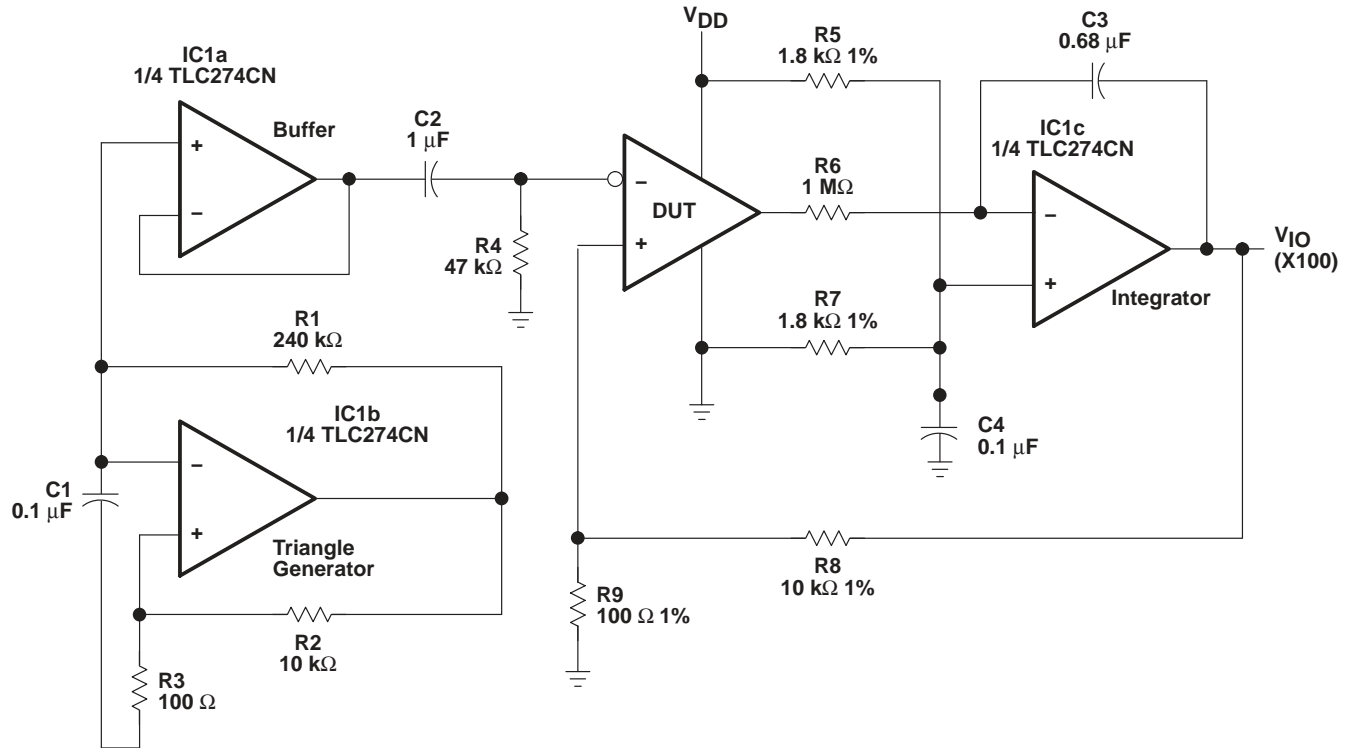 IC1a
1/4 TLC274CN
+
−
Buffer
C2
1 μF
R4
47 kΩ
R1
240 kΩ
IC1b
1/4 TLC274CN
−
+
C1
0.1 μF
Triangle
Generator
R2
10 kΩ
R3
100 Ω
VDD
−
DUT
+
R5
1.8 kΩ 1%
R6
1 MΩ
R7
1.8 kΩ 1%
C3
0.68 μF
IC1c
1/4 TLC274CN
−
+
Integrator
VIO
(X100)
C4
0.1 μF
R8
10 kΩ 1%
R9
100 Ω 1%